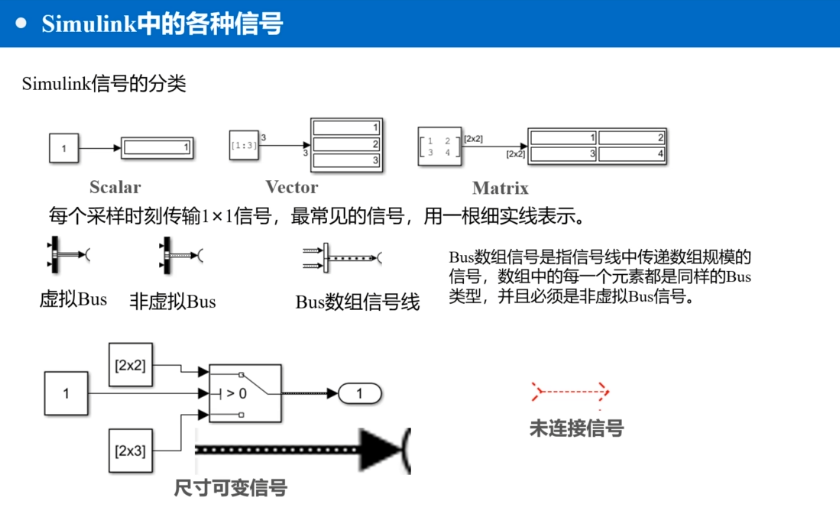 Simulink中的各种信号
Simulink信号的分类
1
1
[1:3]
3
3
1
2
3
1 2
3 4
[2x2]
[2x2]
1 2
3 4
Scalar
Vector
Matrix
每个采样时刻传输1×1信号，最常见的信号，用一根细实线表示。
虚拟Bus
非虚拟Bus
Bus数组信号线
Bus数组信号是指信号线中传递数组规模的
信号，数组中的每一个元素都是同样的Bus
类型，并且必须是非虚拟Bus信号。
[2x2]
1
> 0
1
[2x3]
尺寸可变信号
未连接信号